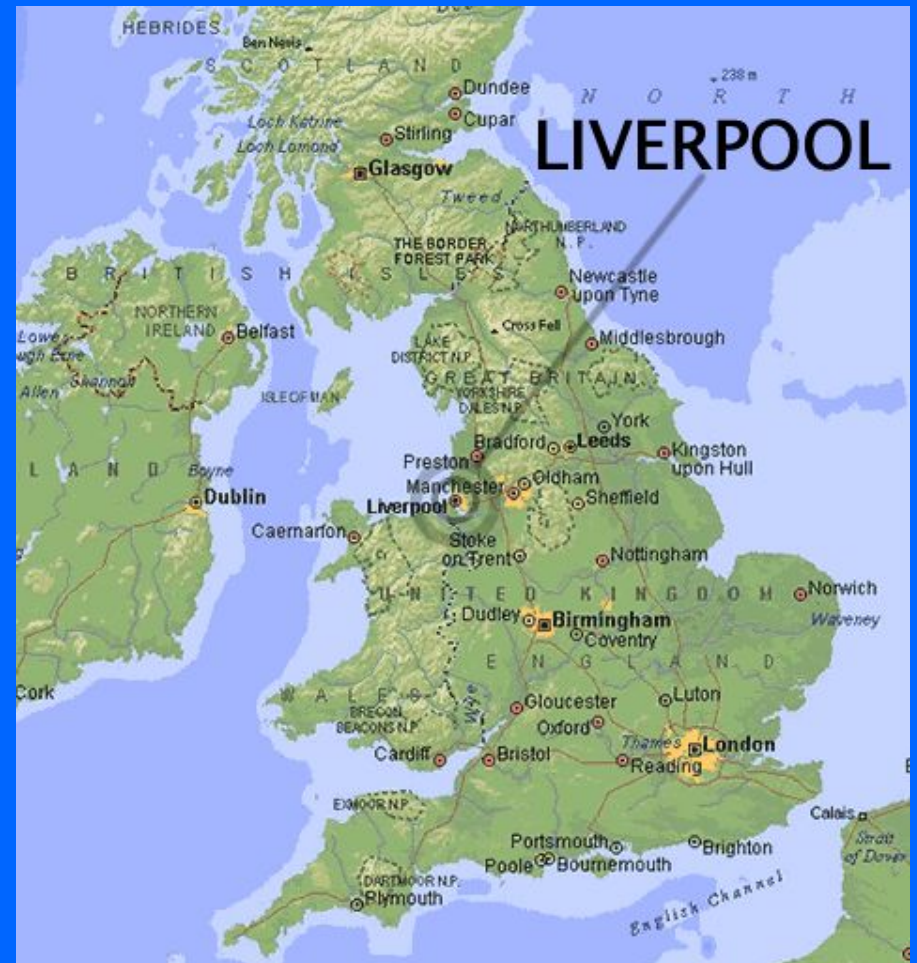 HEBRIDES
Ben Nevis
SCOTLAND
Dundee
238 m
NORTH
Cupar
Loch Katrine
Stirling
LIVERPOOL
Loch Lomond
Glasgow
Tweed
NORTHUMBERLAND
N. P.
THE BORDER
FOREST PARK
BRITISH ISLES
Newcastle
upon Tyne
NORTHERN
IRELAND
Cross Fell
Belfast
Middlesbrough
LAKE
DISTRICT N.P.
Allen
Shannon
GREAT BRITAIN
ISLE OF MAN
YORKSHIRE
DALES N.P.
York
Bradford
Leeds
Kingston
upon Hull
Preston
LAND
Boyne
Oldham
Manchester
Dublin
Liverpool
Sheffield
Caernarfon
Stoke
on Trent
Nottingham
UNITED KINGDOM
Norwich
Dudley
Birmingham
Waveney
Coventry
ENGLAND
Cork
WALES
Wye
Luton
Gloucester
BRECON
BEACONS N.P.
Oxford
Thames
London
Cardiff
Bristol
Reading
EXMOOR N.P.
Calais
Strait
of Dover
Portsmouth
Brighton
Poole
Bournemouth
DARTMOOR N.P.
Plymouth
English Channel